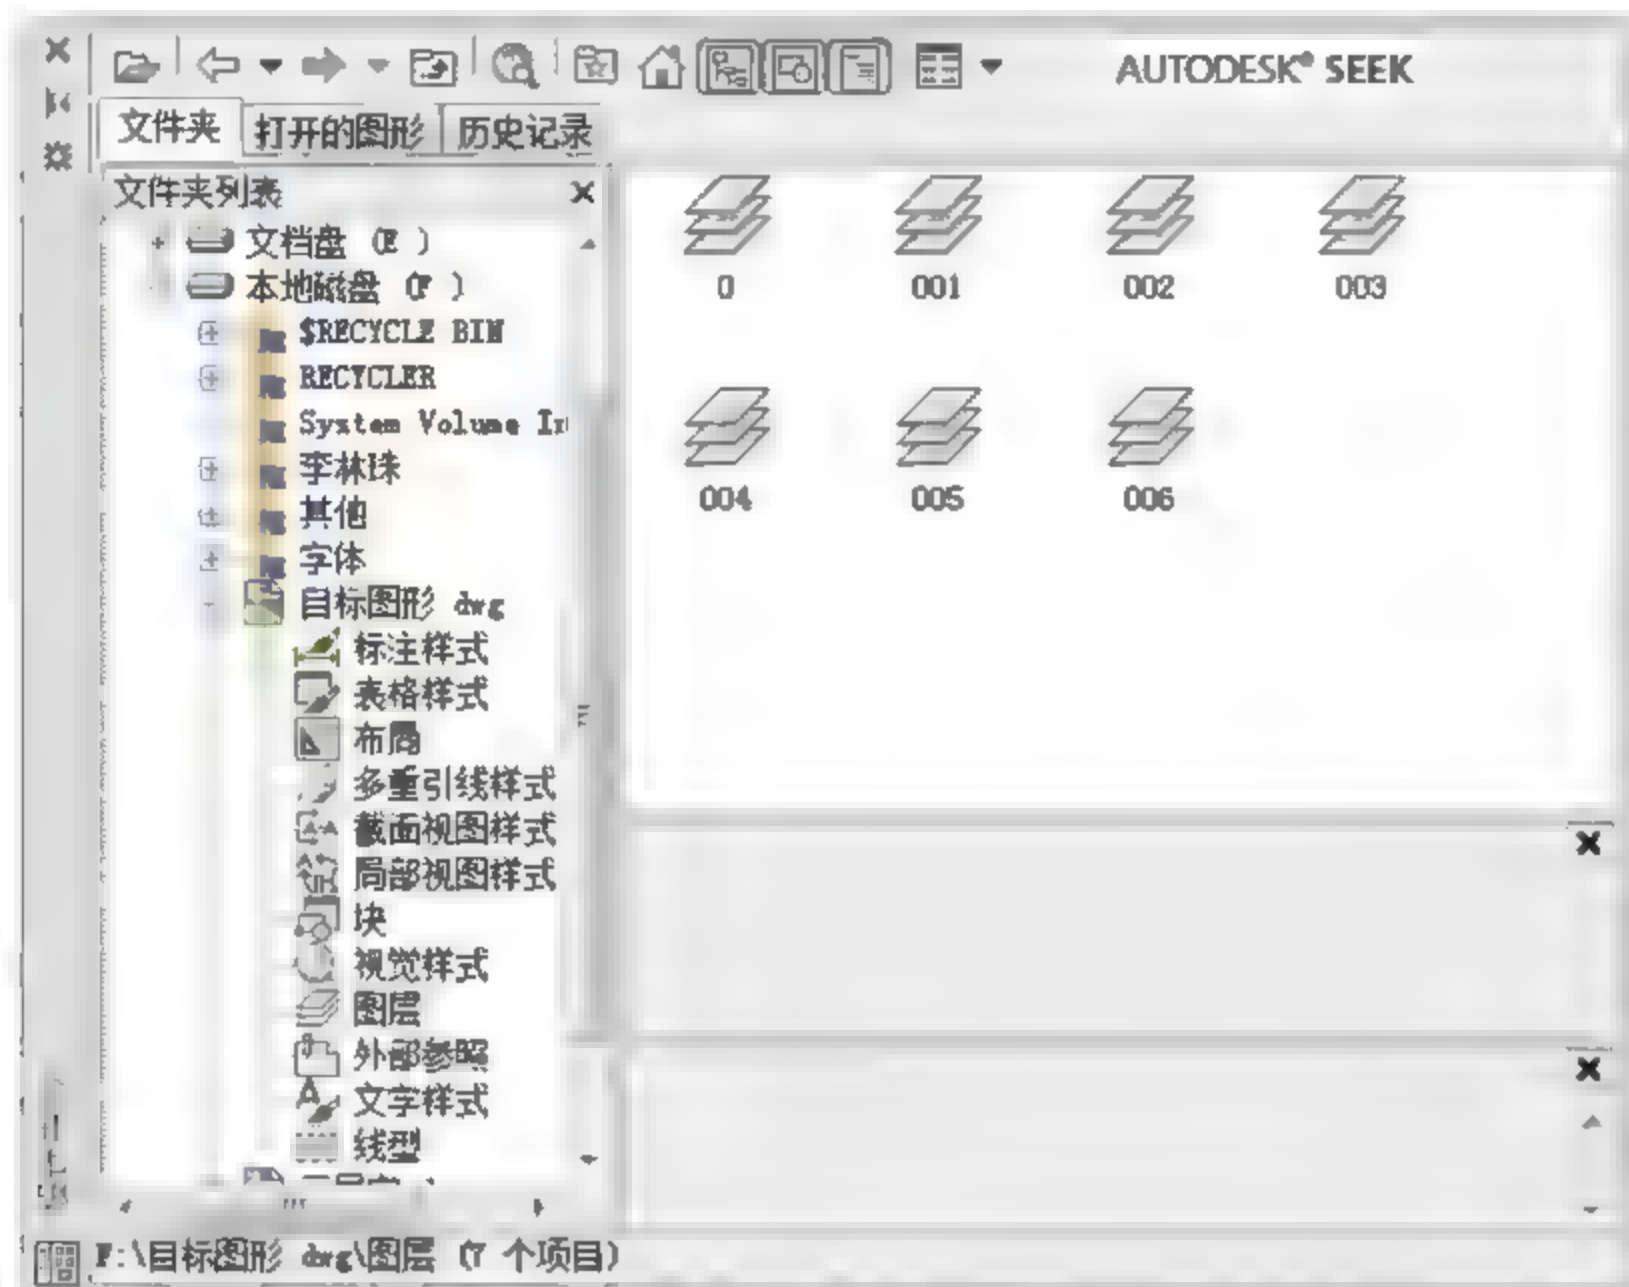 AUTODESK® SEEK
文件夹 打开的图形 历史记录
文件夹列表
文档盘 (E )
本地磁盘 (F )
$RECYCLE BIN
RECYCLER
System Volume In
李林珠
其他
字体
目标图形 dwg
标注样式
表格样式
布局
多重引线样式
截面视图样式
局部视图样式
块
视觉样式
图层
外部参照
文字样式
线型
0 001 002 003
004 005 006
F:\目标图形 dwg\图层 (7 个项目)